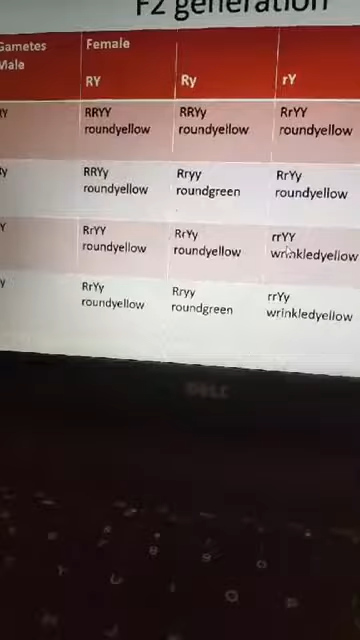 F2 generation
Gametes
Male
Female
RY
Ry
rY
RRYY
roundyellow
RRYy
roundyellow
RrYY
roundyellow
RRYy
roundyellow
Rryy
roundgreen
RrYy
roundyellow
RrYY
roundyellow
RrYy
roundyellow
rrYY
wrinkledyellow
RrYy
roundyellow
Rryy
roundgreen
rrYy
wrinkledyellow
DELL